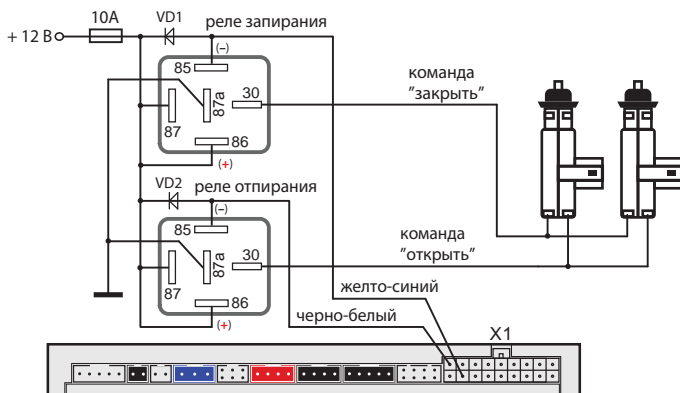 10А
VD1
реле запирания
+ 12 В
(–)
85
87a
30
87
86
(+)
команда
"закрыть"
VD2
реле отпирания
(–)
85
87a
30
87
86
(+)
команда
"открыть"
желто-синий
черно-белый
X1